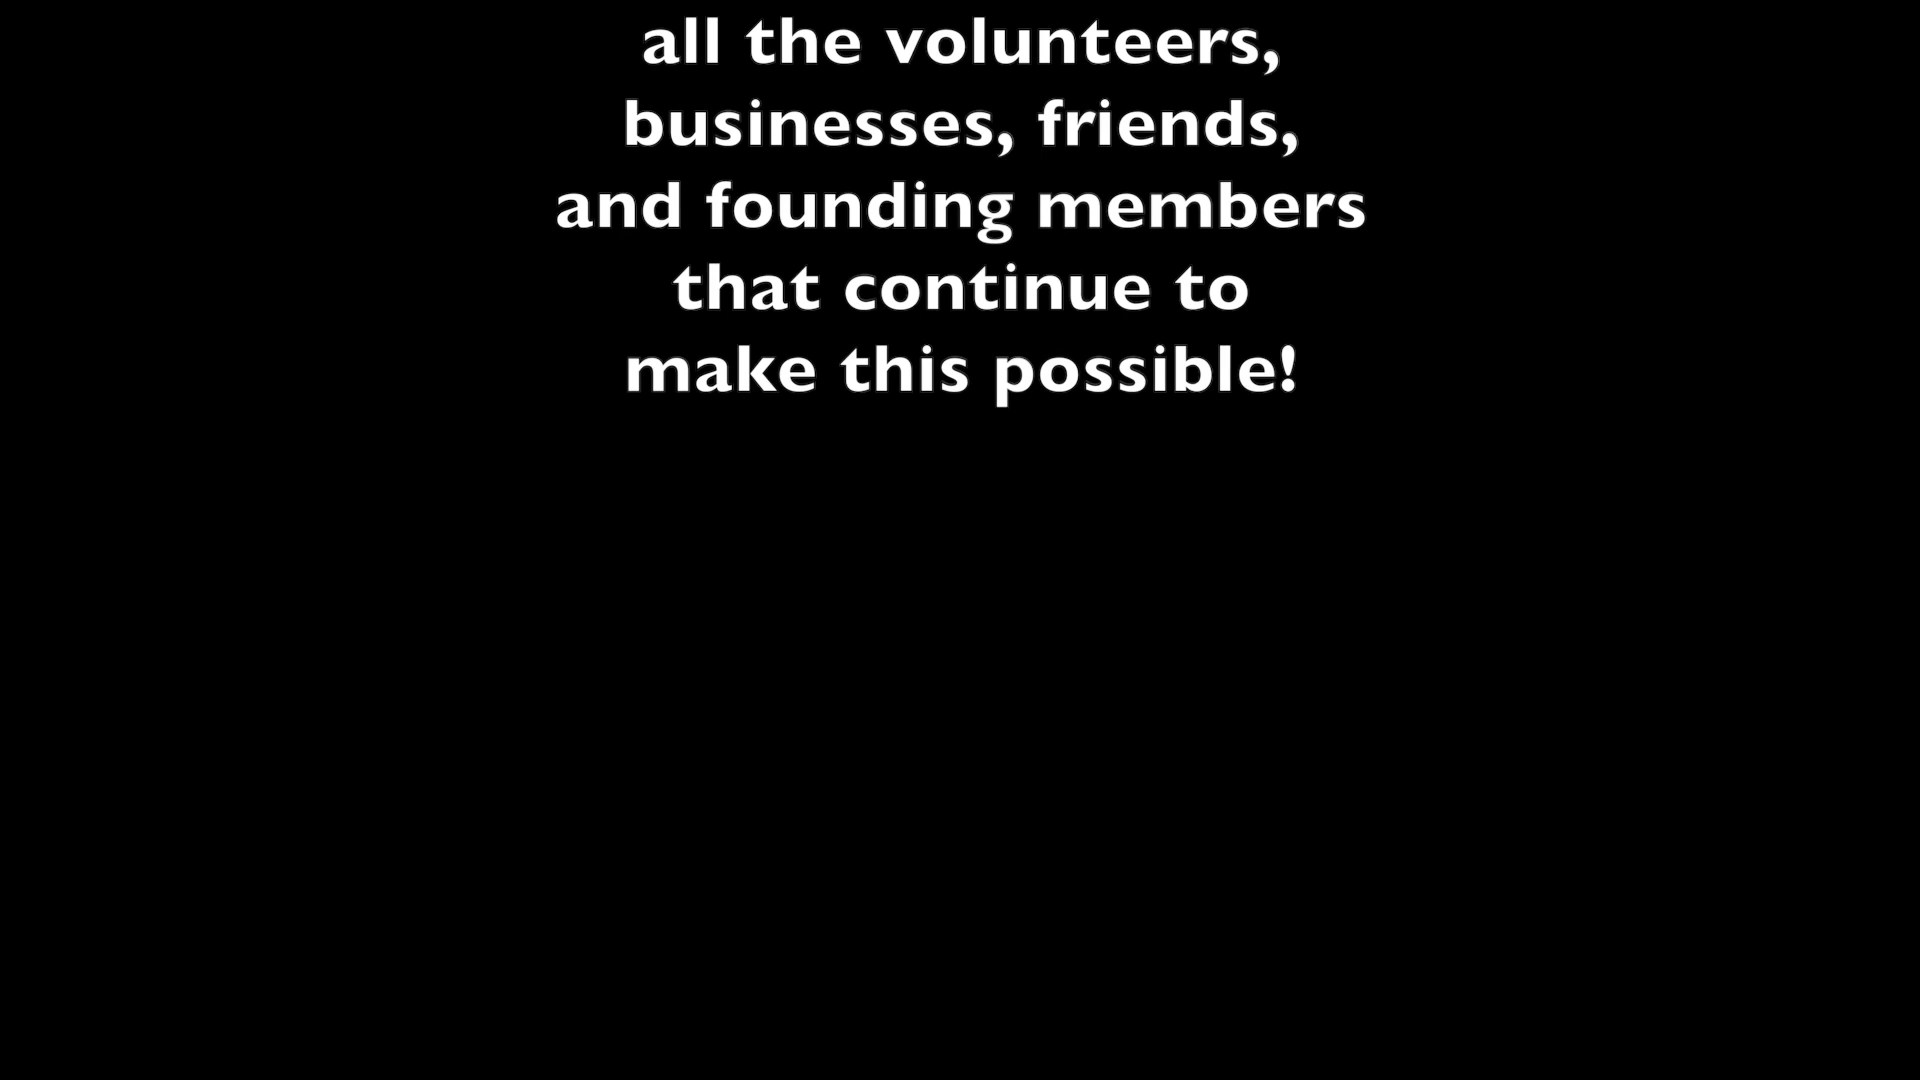 all the volunteers,
businesses, friends,
and founding members
that continue to
make this possible!